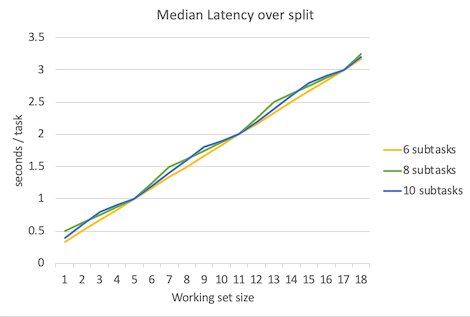 Median Latency over split
3.5
3
2.5
2
1.5
1
0.5
0
seconds / task
1 2 3 4 5 6 7 8 9 10 11 12 13 14 15 16 17 18
Working set size
6 subtasks
8 subtasks
10 subtasks